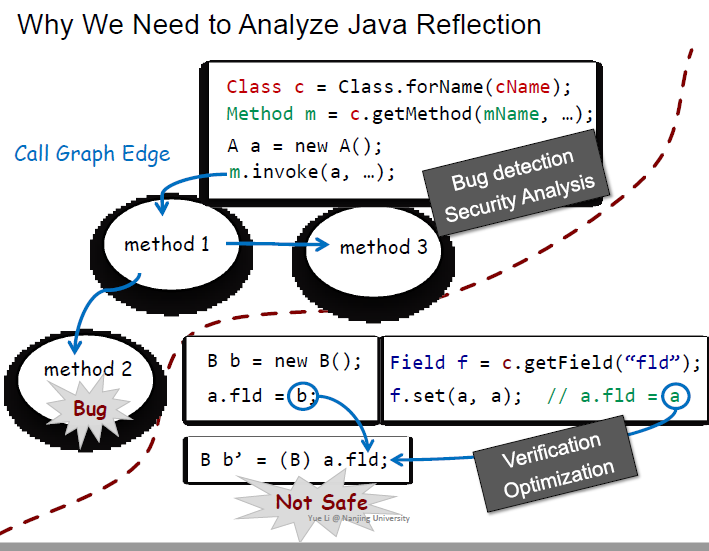 Why We Need to Analyze Java Reflection
Class c = Class.forName(cName);
Method m = c.getMethod(mName, …);
A a = new A();
m.invoke(a, …);
Call Graph Edge
Bug detection
Security Analysis
method 1
method 3
method 2
Bug
B b = new B();
a.fld = b;
Field f = c.getField(“fld”);
f.set(a, a); // a.fld = a
B b’ = (B) a.fld;
Verification
Optimization
Not Safe
Yue Li @ Nanjing University